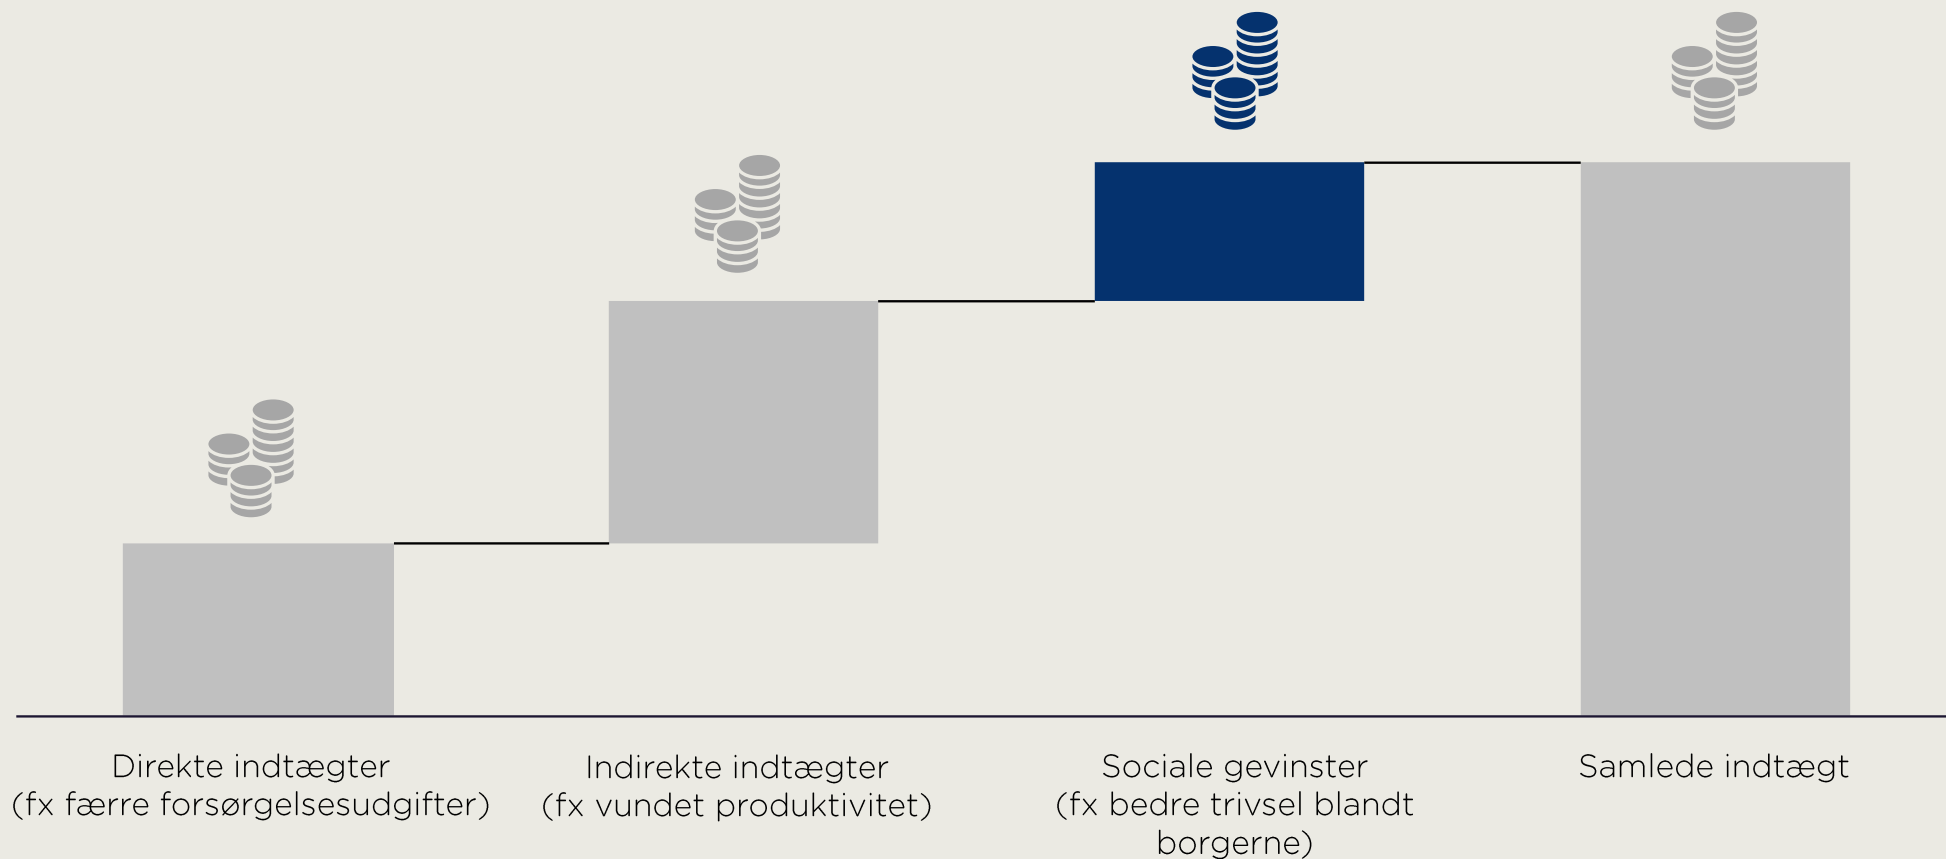 Direkte indtægter
(fx færre forsørgelsesudgifter)
Indirekte indtægter
(fx vundet produktivitet)
Sociale gevinster
(fx bedre trivsel blandt
borgerne)
Samlede indtægt